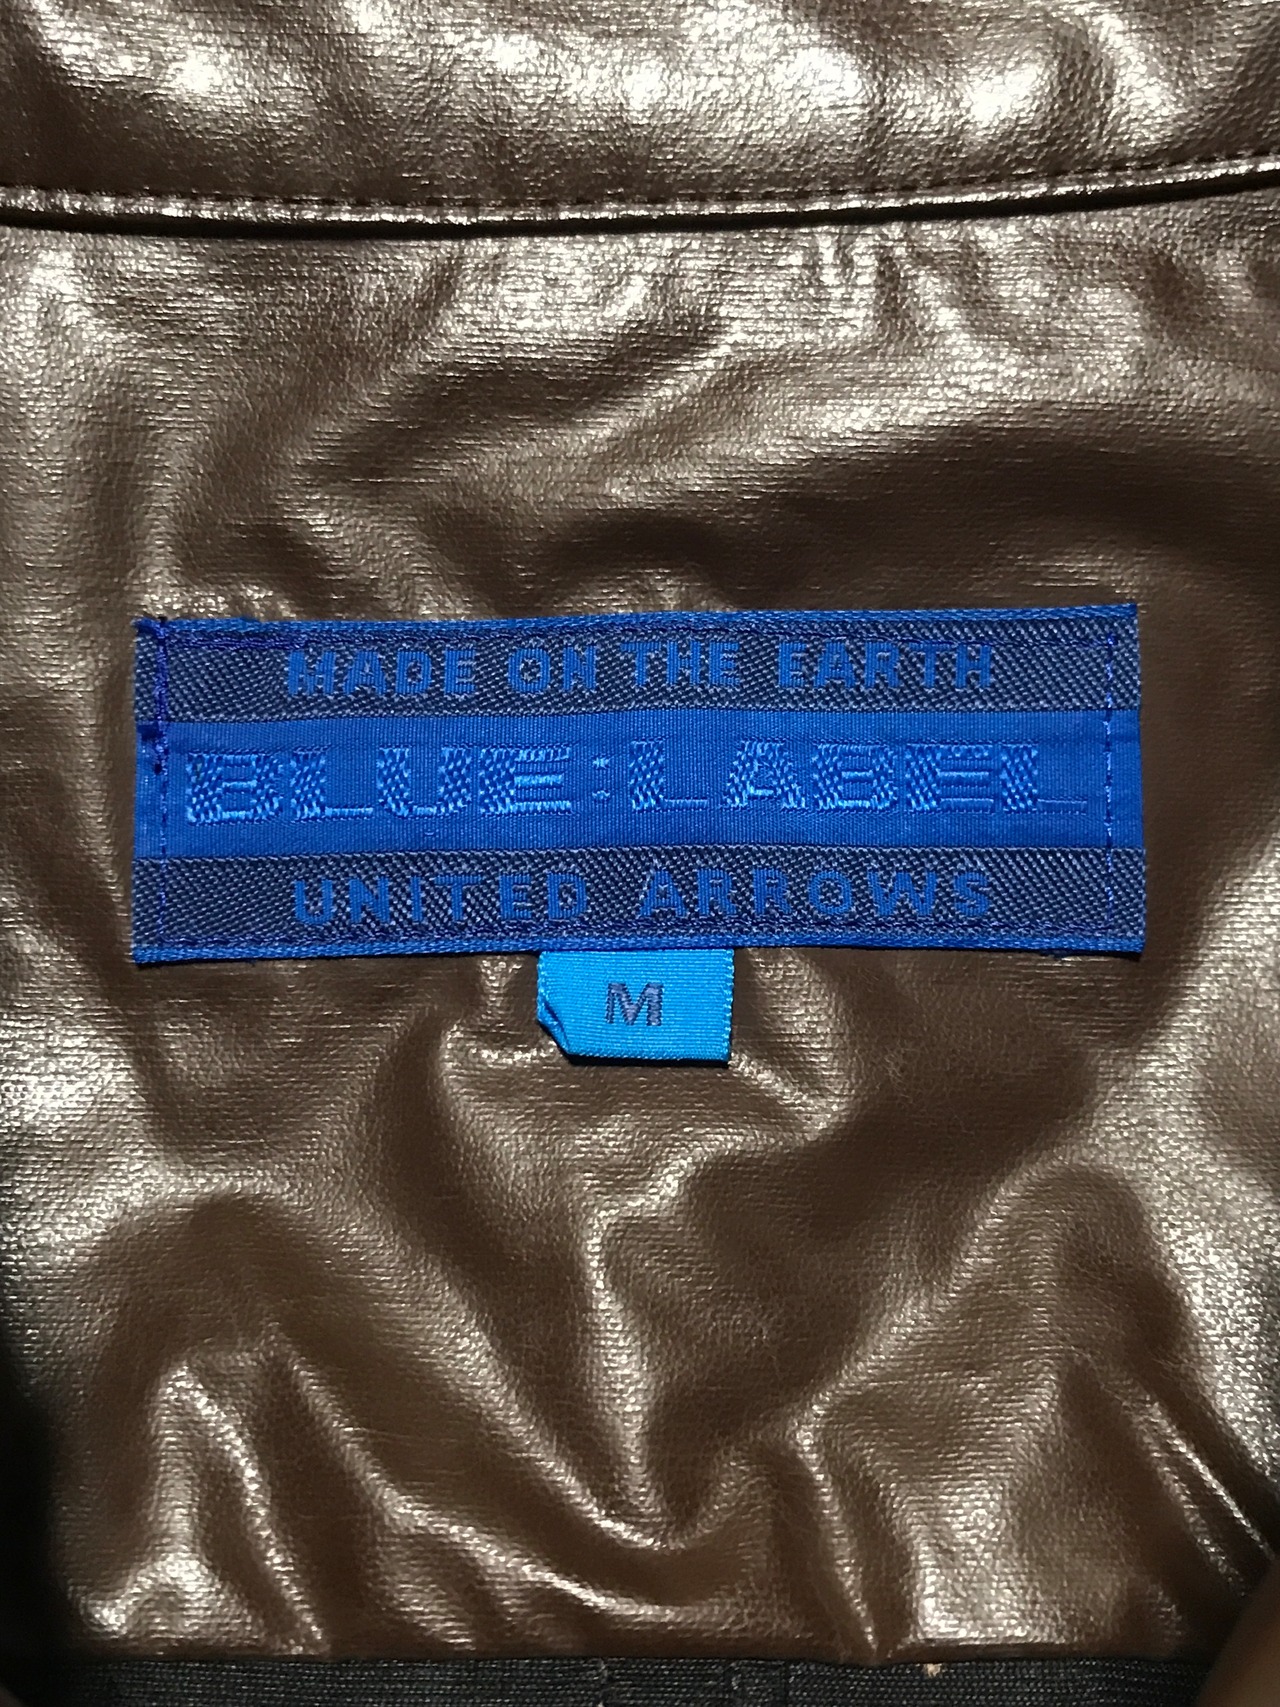 MADE ON THE EARTH
BLUE:LABEL
UNITED ARROWS
M